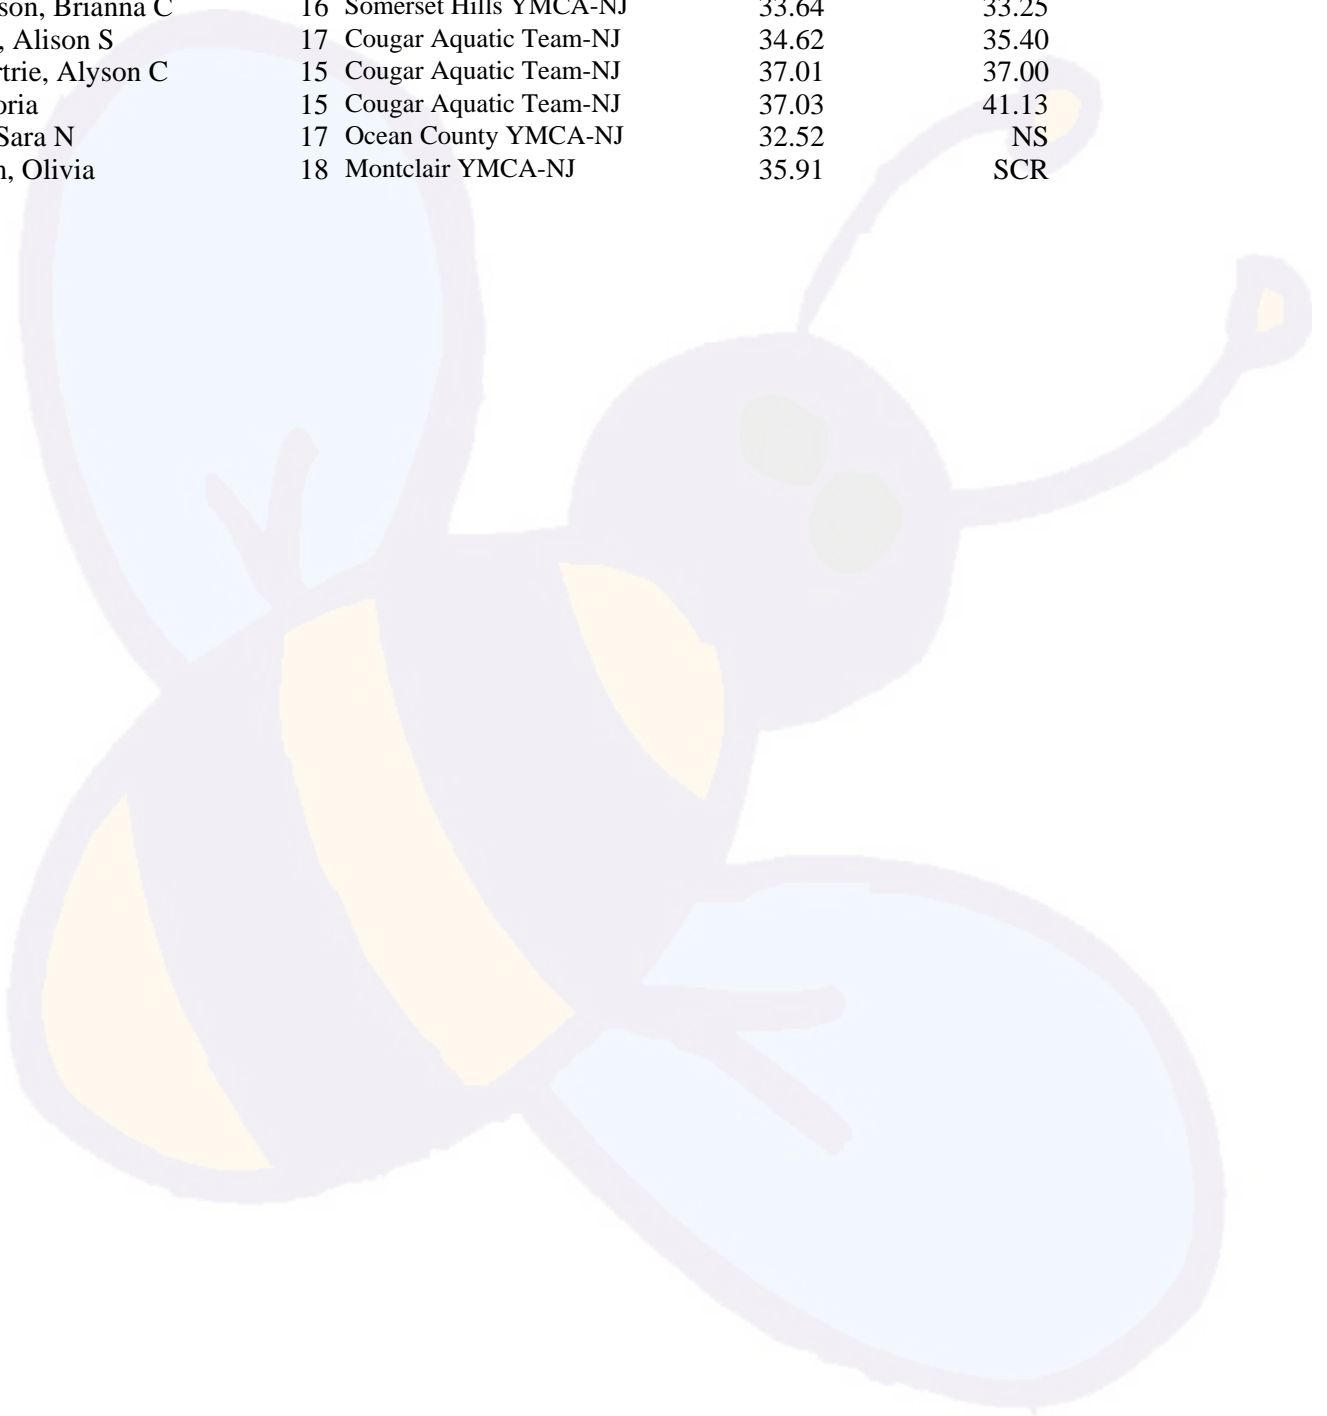 son, Brianna C 16 Somerset Hills YMCA-NJ 33.64 33.25
, Alison S 17 Cougar Aquatic Team-NJ 34.62 35.40
rtrie, Alyson C 15 Cougar Aquatic Team-NJ 37.01 37.00
oria 15 Cougar Aquatic Team-NJ 37.03 41.13
Sara N 17 Ocean County YMCA-NJ 32.52 NS
n, Olivia 18 Montclair YMCA-NJ 35.91 SCR